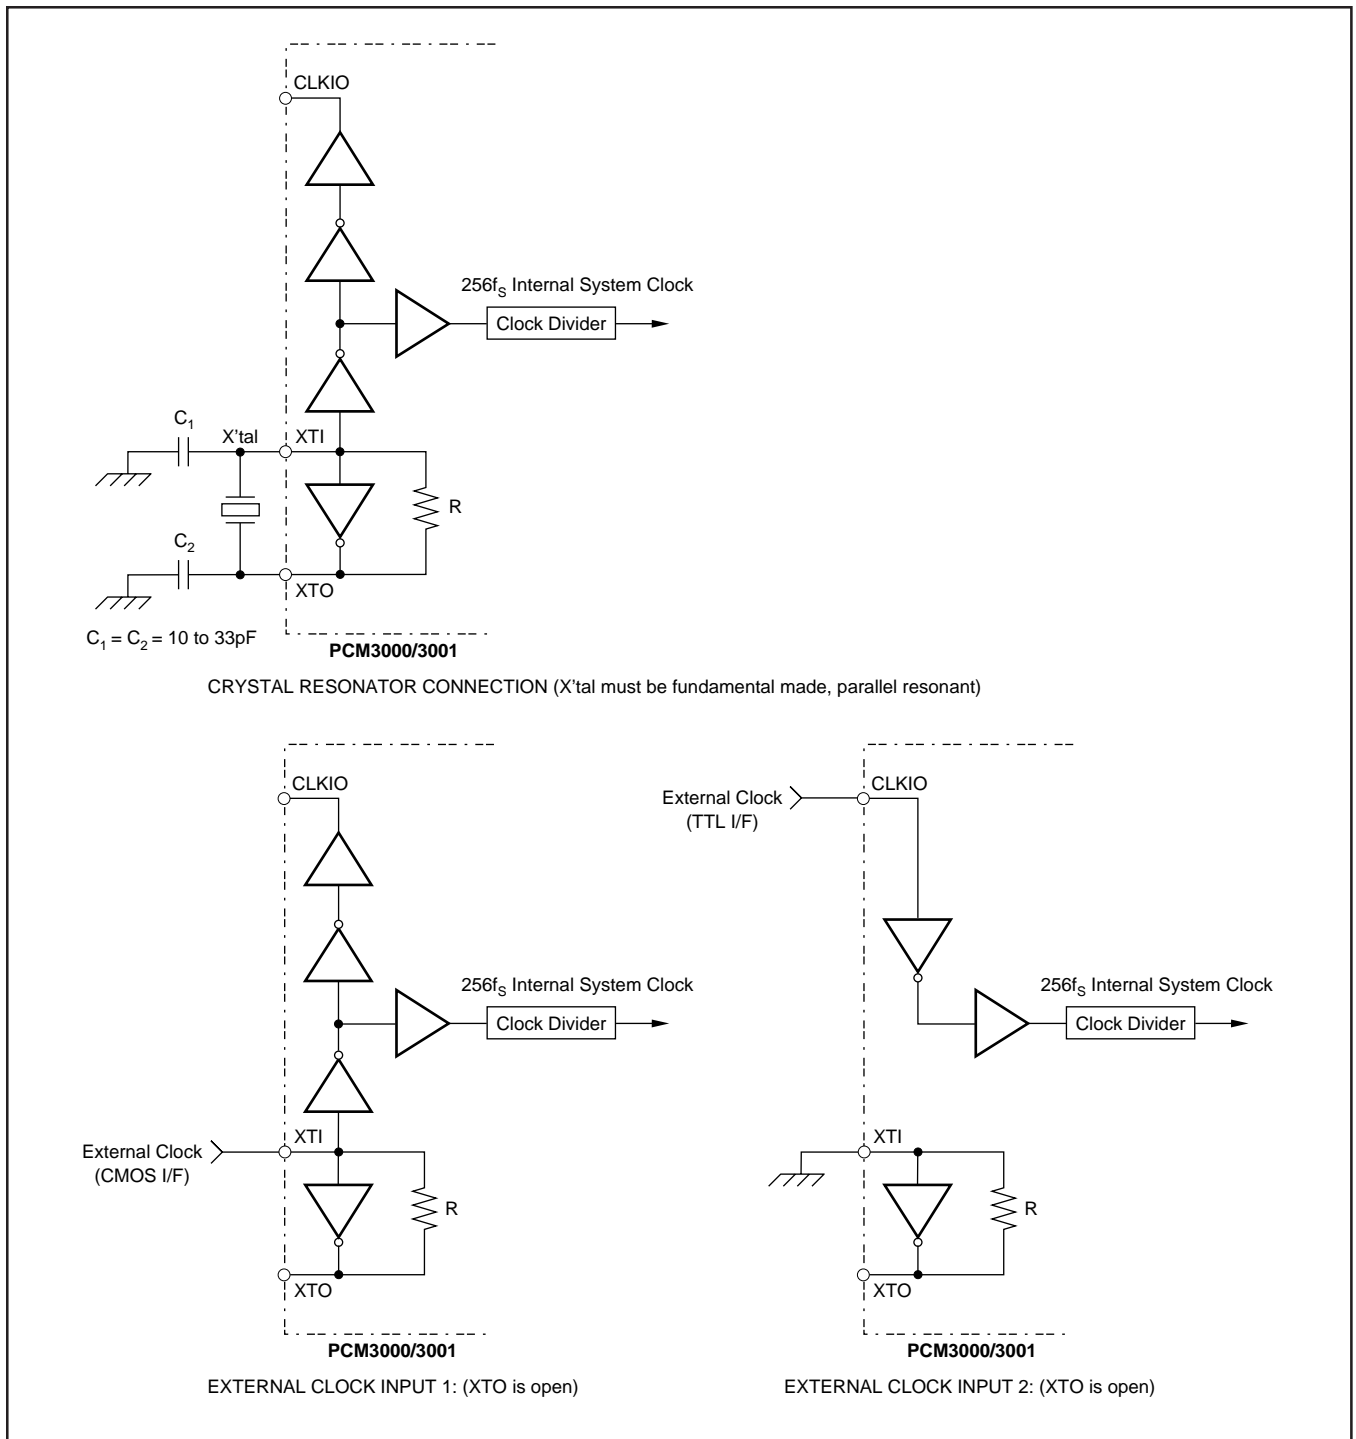 CLKIO
256fS Internal System Clock
Clock Divider
C1
X'tal
XTI
R
C2
XTO
C1 = C2 = 10 to 33pF
PCM3000/3001
CRYSTAL RESONATOR CONNECTION (X'tal must be fundamental made, parallel resonant)
CLKIO
256fS Internal System Clock
Clock Divider
External Clock
(CMOS I/F)
XTI
R
XTO
PCM3000/3001
EXTERNAL CLOCK INPUT 1: (XTO is open)
External Clock
(TTL I/F)
CLKIO
256fS Internal System Clock
Clock Divider
XTI
R
XTO
PCM3000/3001
EXTERNAL CLOCK INPUT 2: (XTO is open)